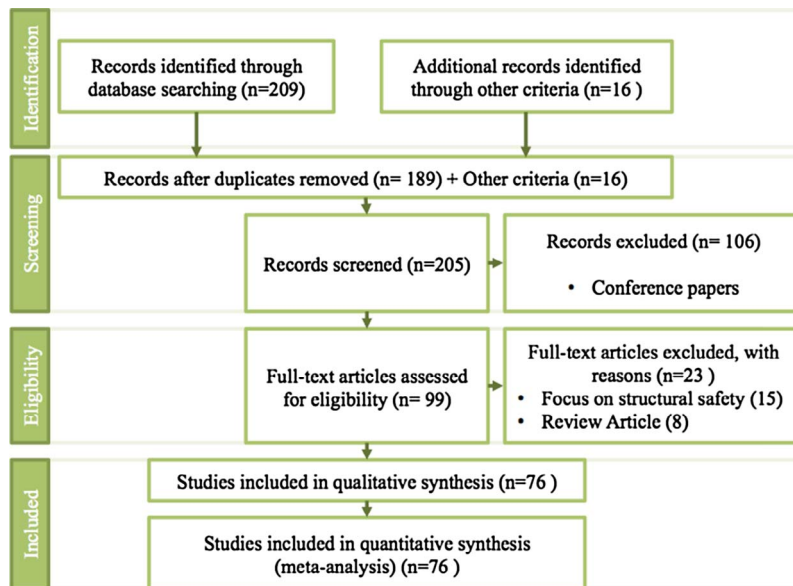 Identification
Records identified through
database searching (n=209)
Additional records identified
through other criteria (n=16 )
Screening
Records after duplicates removed (n= 189) + Other criteria (n=16)
Records screened (n=205)
Records excluded (n= 106)
• Conference papers
Eligibility
Full-text articles assessed
for eligibility (n= 99)
Full-text articles excluded, with
reasons (n=23 )
• Focus on structural safety (15)
• Review Article (8)
Included
Studies included in qualitative synthesis (n=76 )
Studies included in quantitative synthesis
(meta-analysis) (n=76 )